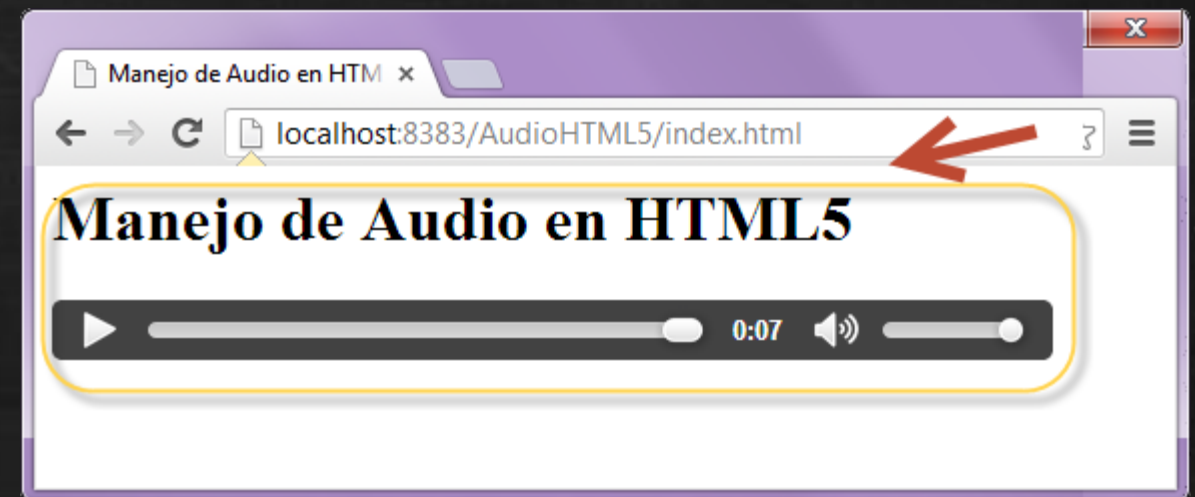 Manejo de Audio en HTM
localhost:8383/AudioHTML5/index.html
Manejo de Audio en HTML5
0:07